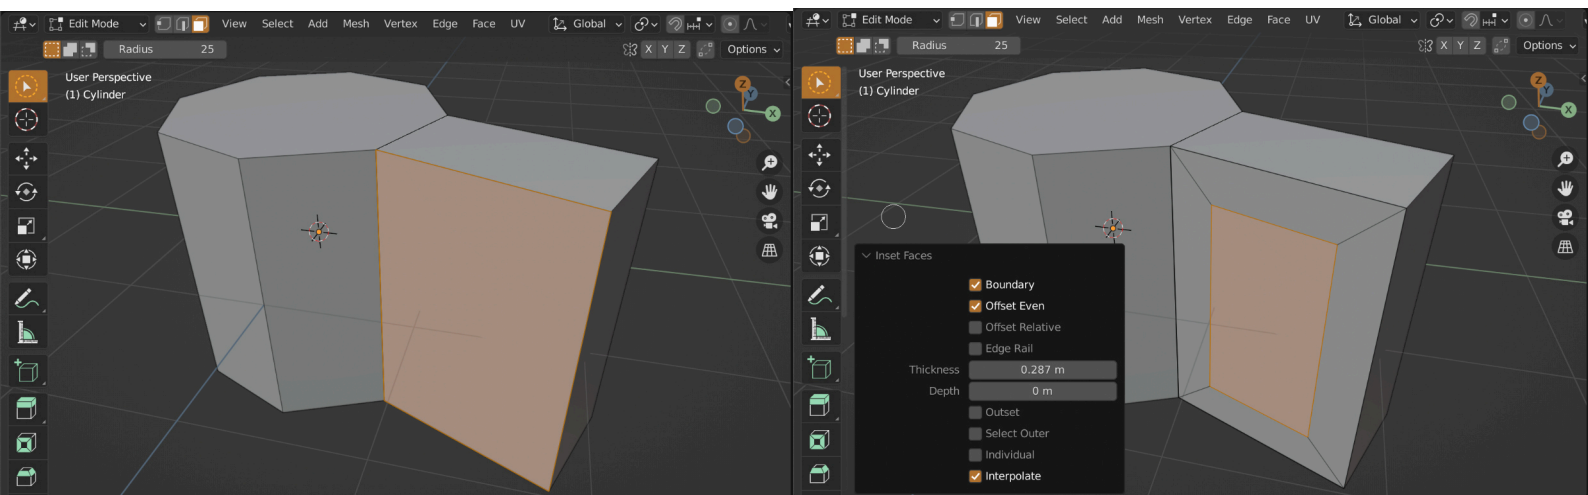 Edit Mode View Select Add Mesh Vertex Edge Face UV Global
Radius 25 X Y Z Options
User Perspective
(1) Cylinder
Z
Y
X
Edit Mode View Select Add Mesh Vertex Edge Face UV Global
Radius 25 X Y Z Options
User Perspective
(1) Cylinder
Z
Y
X
Inset Faces
Boundary
Offset Even
Offset Relative
Edge Rail
Thickness 0.287 m
Depth 0 m
Outset
Select Outer
Individual
Interpolate